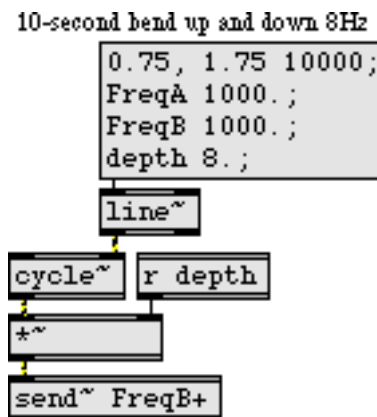 10-second bend up and down 8Hz
0.75, 1.75 10000;
FreqA 1000.;
FreqB 1000.;
depth 8.;
line~
cycle~
r depth
*~
send~ FreqB+